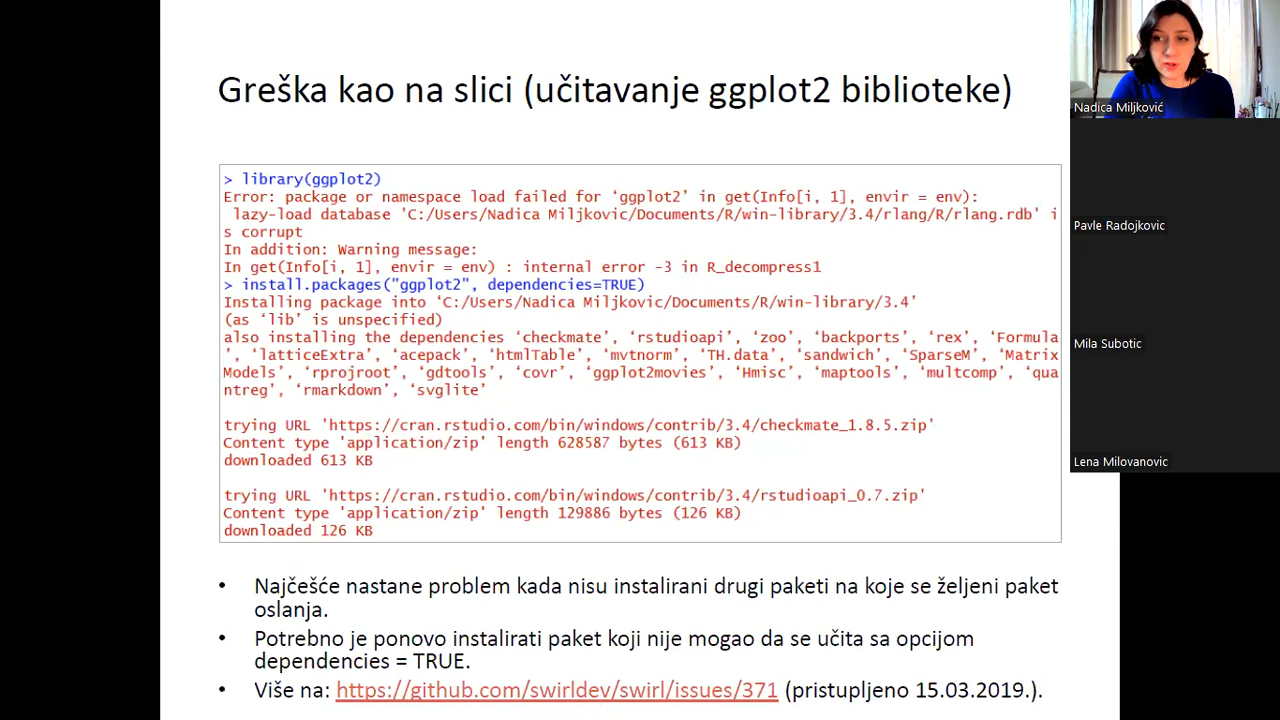 Greška kao na slici (učitavanje ggplot2 biblioteke)
> library(ggplot2)
Error: package or namespace load failed for ‘ggplot2’ in get(Info[i, 1], envir = env):
lazy-load database 'C:/Users/Nadica Miljkovic/Documents/R/win-library/3.4/rlang/R/rlang.rdb' i
s corrupt
In addition: Warning message:
In get(Info[i, 1], envir = env) : internal error -3 in R_decompress1
> install.packages("ggplot2", dependencies=TRUE)
Installing package into ‘C:/Users/Nadica Miljkovic/Documents/R/win-library/3.4’
(as ‘lib’ is unspecified)
also installing the dependencies ‘checkmate’, ‘rstudioapi’, ‘zoo’, ‘backports’, ‘rex’, ‘Formula
’, ‘latticeExtra’, ‘acepack’, ‘htmlTable’, ‘mvtnorm’, ‘TH.data’, ‘sandwich’, ‘SparseM’, ‘Matrix
Models’, ‘rprojroot’, ‘gdtools’, ‘covr’, ‘ggplot2movies’, ‘Hmisc’, ‘maptools’, ‘multcomp’, ‘qua
ntreg’, ‘rmarkdown’, ‘svglite’
trying URL 'https://cran.rstudio.com/bin/windows/contrib/3.4/checkmate_1.8.5.zip'
Content type 'application/zip' length 628587 bytes (613 KB)
downloaded 613 KB
trying URL 'https://cran.rstudio.com/bin/windows/contrib/3.4/rstudioapi_0.7.zip'
Content type 'application/zip' length 129886 bytes (126 KB)
downloaded 126 KB
• Najčešće nastane problem kada nisu instalirani drugi paketi na koje se željeni paket
oslanja.
• Potrebno je ponovo instalirati paket koji nije mogao da se učita sa opcijom
dependencies = TRUE.
• Više na: https://github.com/swirldev/swirl/issues/371 (pristupljeno 15.03.2019.).
Nadica Miljković
Pavle Radojkovic
Mila Subotic
Lena Milovanovic